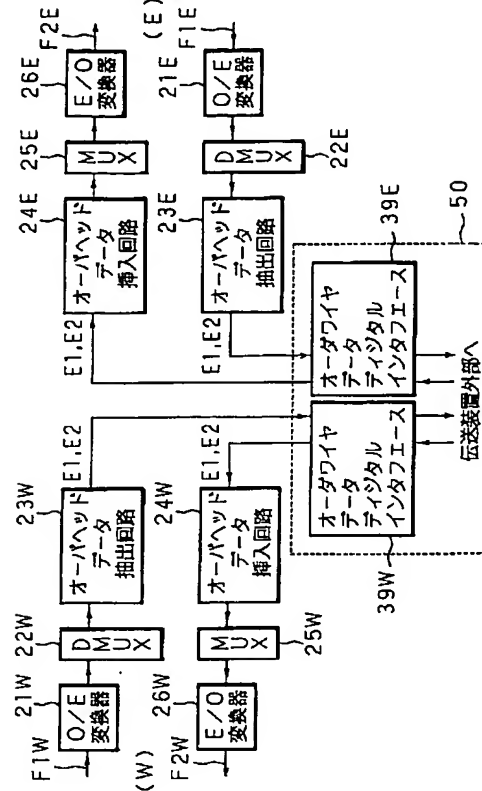 F1W
21W
O/E
変換器
22W
DMUX
23W
オーバヘッド
データ
抽出回路
E1,E2
24E
オーバヘッド
データ
挿入回路
25E
MUX
26E
E/O
変換器
F2E
(W)
(E)
F2W
26W
E/O
変換器
25W
MUX
24W
オーバヘッド
データ
挿入回路
E1,E2
E1,E2
23E
オーバヘッド
データ
抽出回路
E1,E2
22E
DMUX
21E
O/E
変換器
F1E
39W
オーダワイヤ
データ
ディジタル
インタフェース
39E
オーダワイヤ
データ
ディジタル
インタフェース
50
伝送装置外部へ